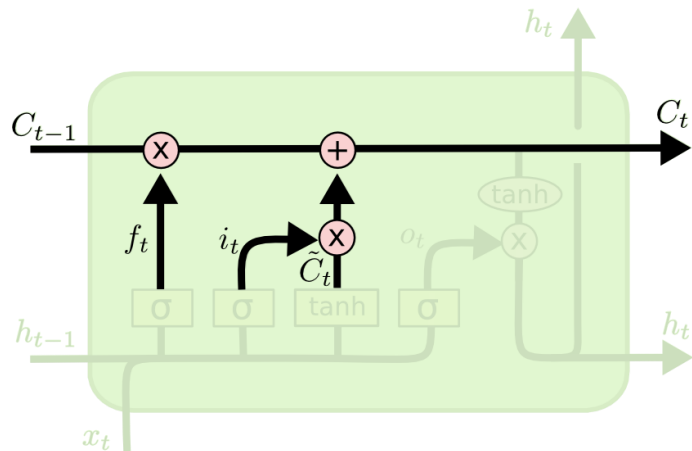 h_t
C_{t-1} × + C_t
tanh
f_t i_t × o_t ×
C̃_t
σ σ tanh σ
h_{t-1} h_t
x_t